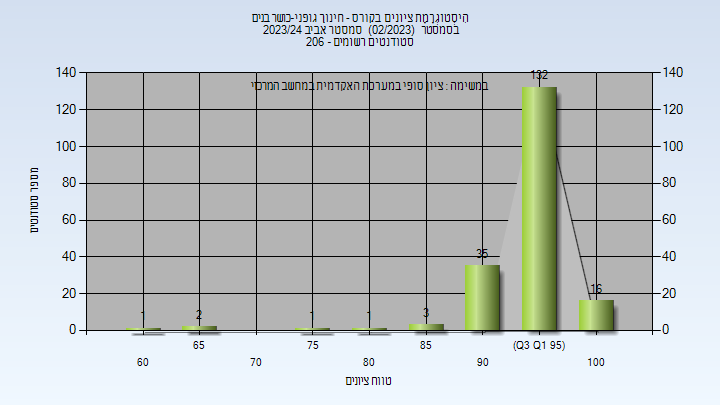 היסטוגרמת ציונים בקורס - חינוך גופני-כושר בנים
בסמסטר (02/2023) סמסטר אביב 2023/24
סטודנטים רשומים - 206
במשימה : ציון סופי במערכת האקדמית במחשב המרכזי
מספר סטודנטים
140 140
120 120
100 100
80 80
60 60
40 40
20 20
0 0
1 2 1 1 3 35 132 16
65 75 85 (Q3 Q1 95)
60 70 80 90 100
טווח ציונים